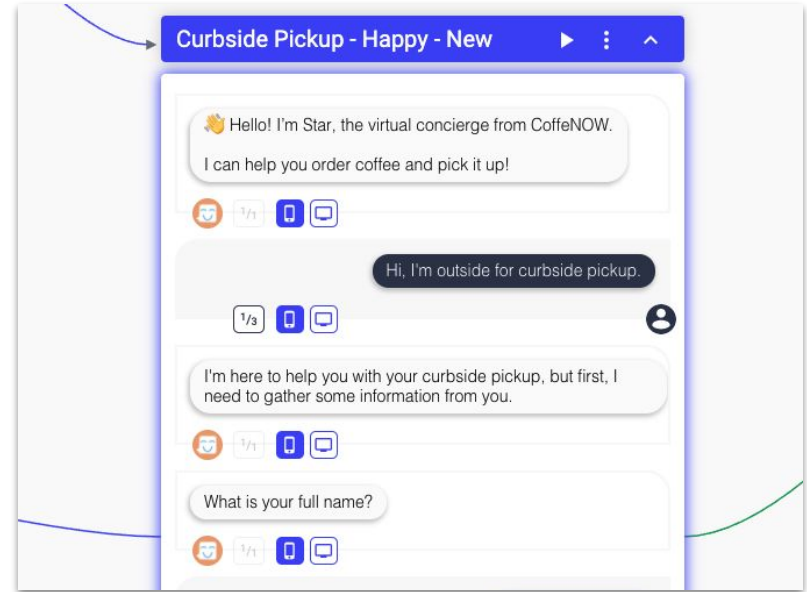 Curbside Pickup - Happy - New
👋 Hello! I'm Star, the virtual concierge from CoffeNOW.
I can help you order coffee and pick it up!
1/1
Hi, I'm outside for curbside pickup.
1/3
I'm here to help you with your curbside pickup, but first, I
need to gather some information from you.
1/1
What is your full name?
1/1